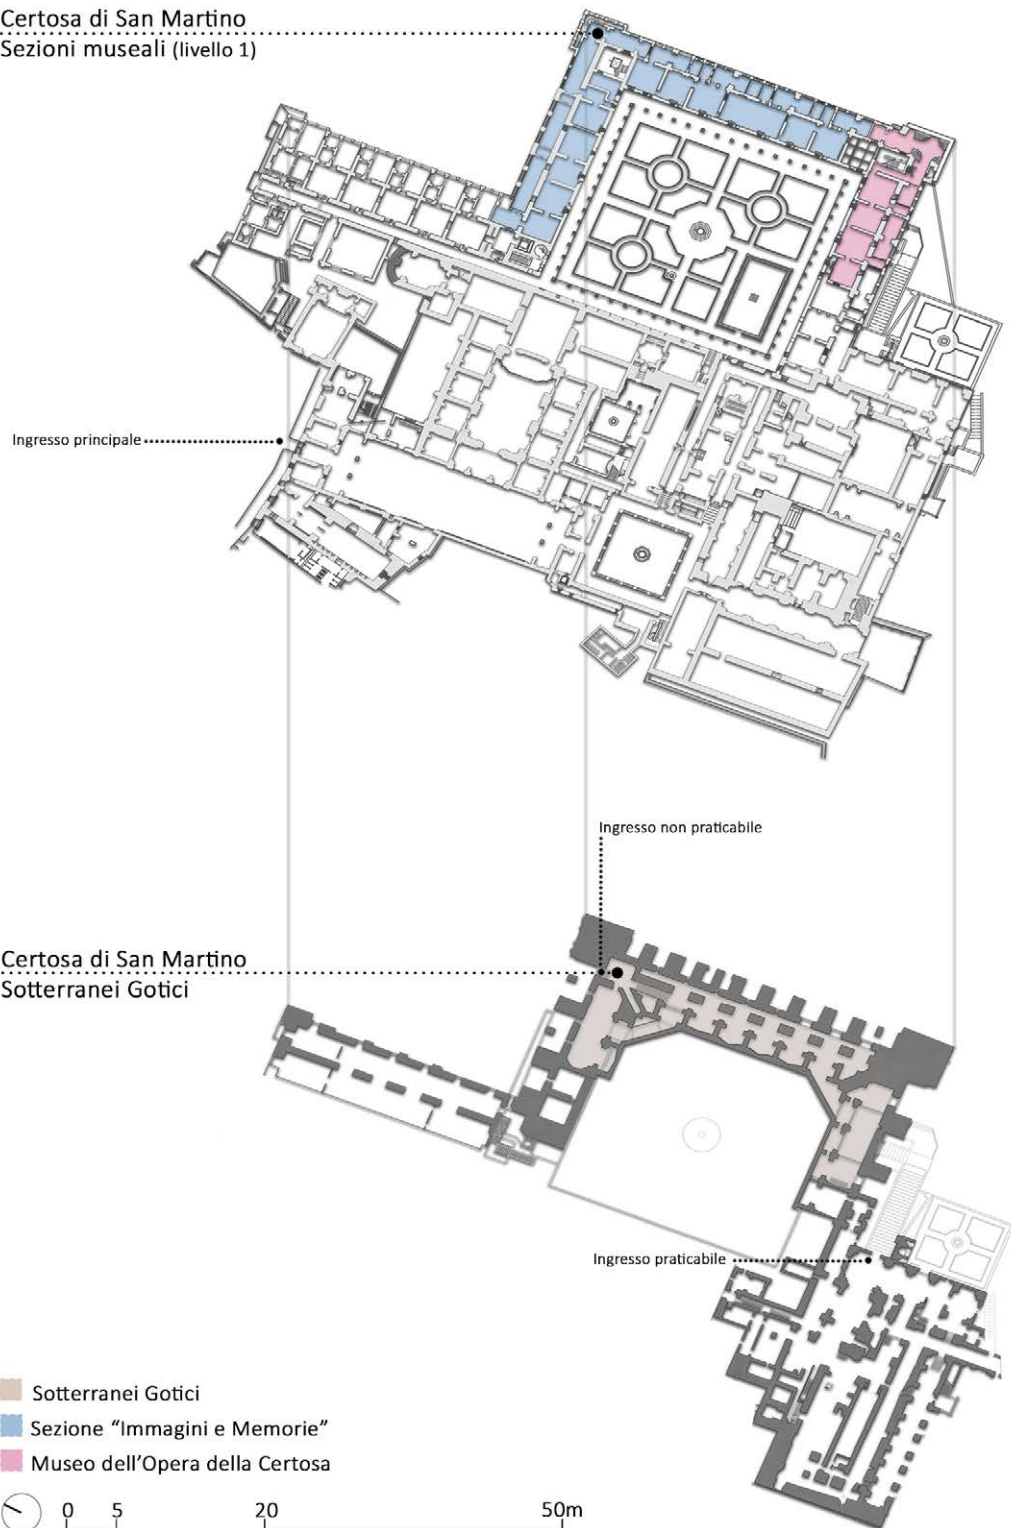 Certosa di San Martino
Sezioni museali (livello 1)
Ingresso principale
Ingresso non praticabile
Certosa di San Martino
Sotterranei Gotici
Ingresso praticabile
Sotterranei Gotici
Sezione “Immagini e Memorie”
Museo dell’Opera della Certosa
0 5 20 50m